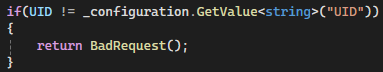 if(UID != _configuration.GetValue<string>("UID"))
{
    return BadRequest();
}